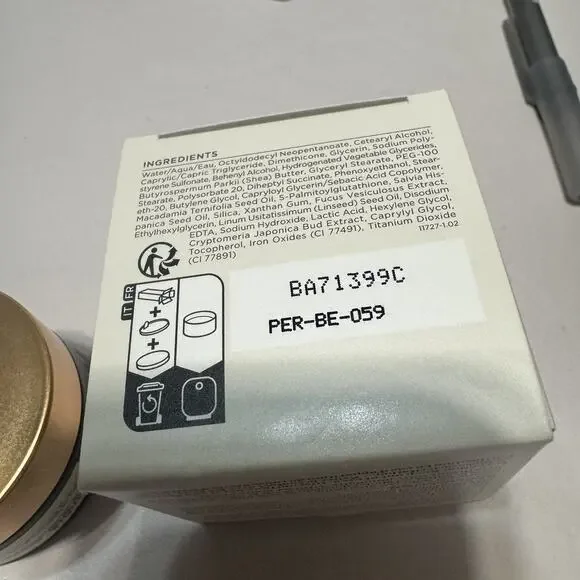 INGREDIENTS
Water/Aqua/Eau, Octyldodecyl Neopentanoate, Cetearyl Alcohol,
Caprylic/Capric Triglyceride, Dimethicone, Glycerin, Sodium Poly-
styrene Sulfonate, Behenyl Alcohol, Hydrogenated Vegetable Glycerides,
Butyrospermum Parkii (Shea) Butter, Glyceryl Stearate, PEG-100
Stearate, Polysorbate 20, Diheptyl Succinate, Phenoxyethanol, Stear-
eth-20, Butylene Glycol, Capryloyl Glycerin/Sebacic Acid Copolymer,
Macadamia Ternifolia Seed Oil, S-Palmitoylglutathione, Salvia His-
panica Seed Oil, Silica, Xanthan Gum, Fucus Vesiculosus Extract,
Ethylhexylglycerin, Linum Usitatissimum (Linseed) Seed Oil, Disodium
EDTA, Sodium Hydroxide, Lactic Acid, Hexylene Glycol,
Cryptomeria Japonica Bud Extract, Caprylyl Glycol,
Tocopherol, Iron Oxides (CI 77491), Titanium Dioxide
(CI 77891)
11727-1.02
FR
IT
BA71399C
PER-BE-059